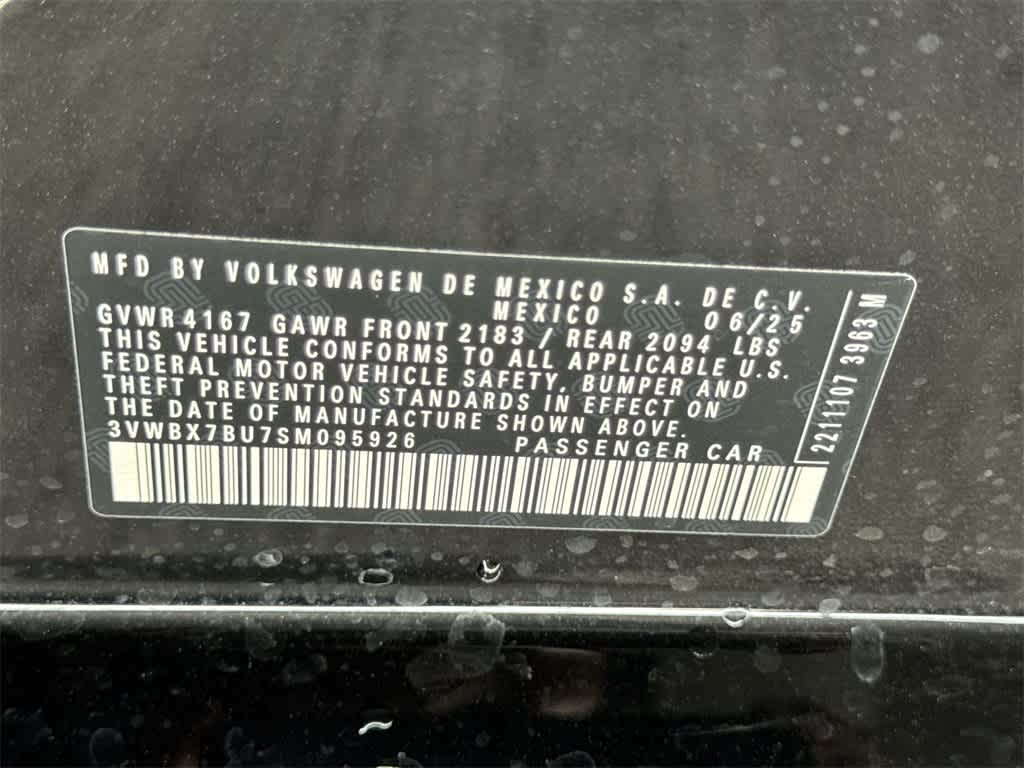 MFD BY VOLKSWAGEN DE MEXICO S.A. DE C.V.
MEXICO 06/25
GVWR 4167 GAWR FRONT 2183 / REAR 2094 LBS
THIS VEHICLE CONFORMS TO ALL APPLICABLE U.S.
FEDERAL MOTOR VEHICLE SAFETY, BUMPER AND
THEFT PREVENTION STANDARDS IN EFFECT ON
THE DATE OF MANUFACTURE SHOWN ABOVE.
3VWBX7BU7SM095926 PASSENGER CAR
2211107 3963 M